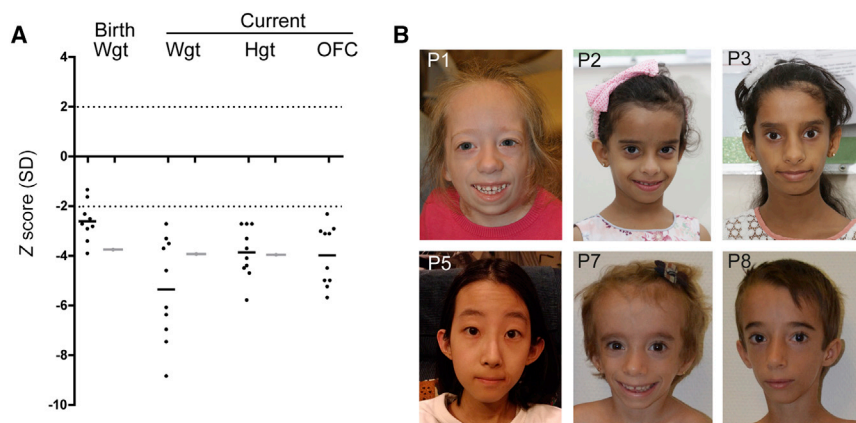 A
Birth
Wgt
Current
Wgt
Hgt
OFC
Z score (SD)
4
2
0
-2
-4
-6
-8
-10
B
P1
P2
P3
P5
P7
P8